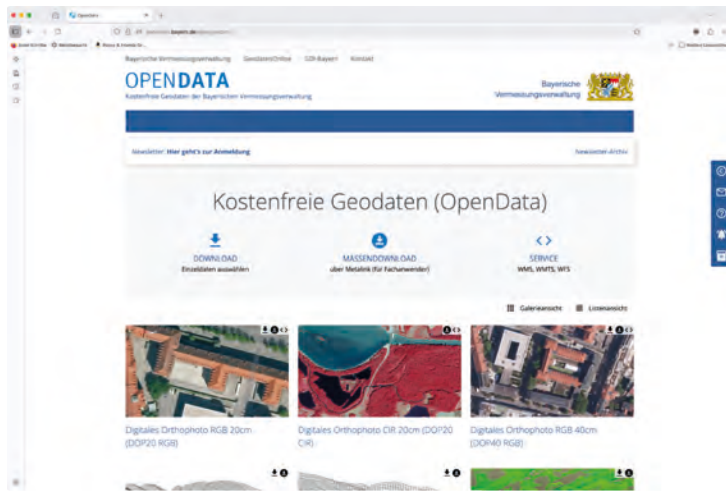 OpenData
Bayerische Vermessungsverwaltung GeodatenOnline GDI-Bayern Kontakt
OPENDATA
Kostenfreie Geodaten der Bayerischen Vermessungsverwaltung
Bayerische
Vermessungsverwaltung
Newsletter: Hier geht's zur Anmeldung
Newsletter-Archiv
Kostenfreie Geodaten (OpenData)
DOWNLOAD
Einzeldaten auswählen
MASSENDOWNLOAD
über Metalink (für Fachanwender)
SERVICE
WMS, WMTS, WFS
Galerieansicht Listenansicht
Digitales Orthophoto RGB 20cm
(DOP20 RGB)
Digitales Orthophoto CIR 20cm (DOP20
CIR)
Digitales Orthophoto RGB 40cm
(DOP40 RGB)